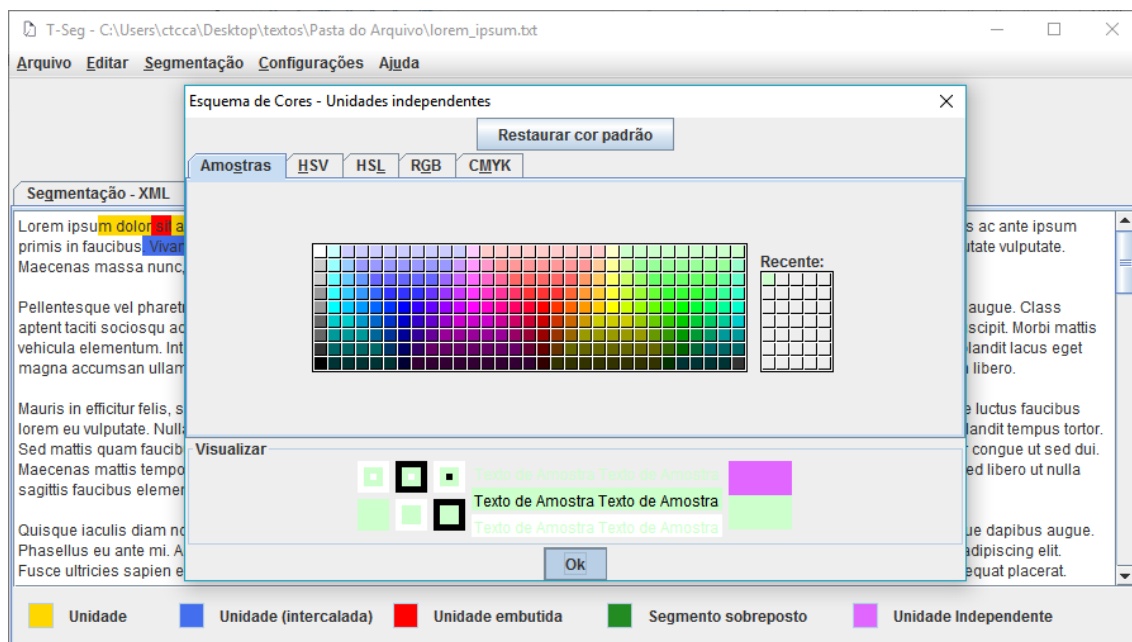 T-Seg - C:\Users\ctcca\Desktop\textos\Pasta do Arquivo\lorem_ipsum.txt
Arquivo Editar Segmentação Configurações Ajuda
Esquema de Cores - Unidades independentes
Restaurar cor padrão
Amostras HSV HSL RGB CMYK
Segmentação - XML
Lorem ipsum dolor sit a
s ac ante ipsum
primis in faucibus. Vivar
utate vulputate.
Maecenas massa nunc,
Recente:
Pellentesque vel pharet
augue. Class
aptent taciti sociosqu ac
scipit. Morbi mattis
vehicula elementum. Int
landit lacus eget
magna accumsan ullam
libero.
Mauris in efficitur felis, s
e luctus faucibus
lorem eu vulputate. Null
landit tempus tortor.
Sed mattis quam faucib
r congue ut sed dui.
Maecenas mattis tempo
ed libero ut nulla
sagittis faucibus elemen
Visualizar
Texto de Amostra Texto de Amostra
Texto de Amostra Texto de Amostra
Texto de Amostra Texto de Amostra
Quisque iaculis diam no
ue dapibus augue.
Phasellus eu ante mi. A
adipiscing elit.
Fusce ultricies sapien e
equat placerat.
Ok
Unidade Unidade (intercalada) Unidade embutida Segmento sobreposto Unidade Independente